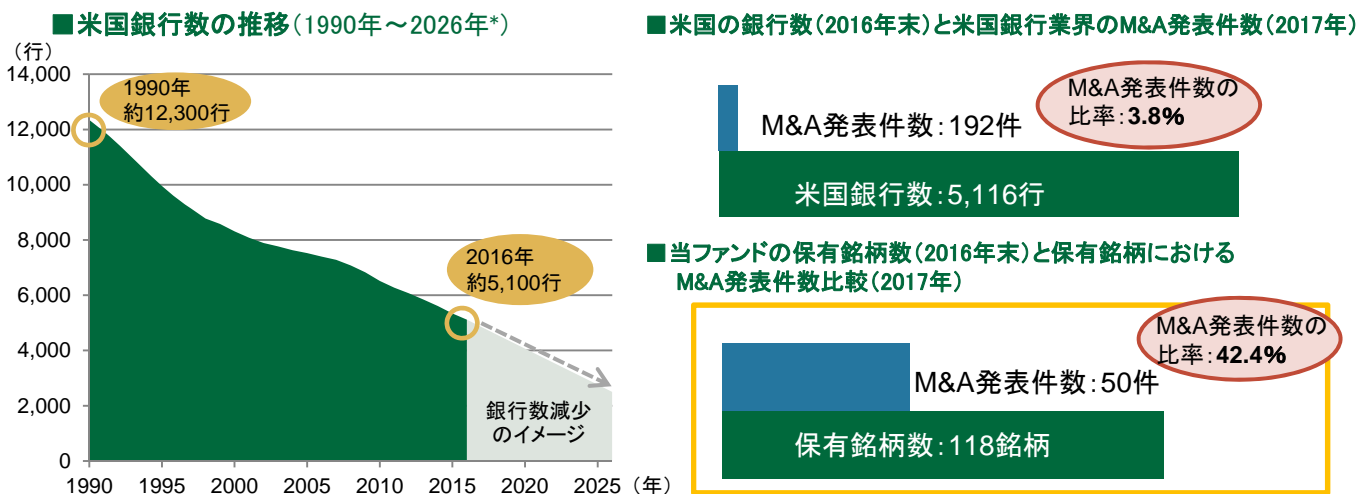 ■米国銀行数の推移(1990年～2026年*)
(行)
14,000
12,000
10,000
8,000
6,000
4,000
2,000
0
1990年
約12,300行
2016年
約5,100行
銀行数減少
のイメージ
1990 1995 2000 2005 2010 2015 2020 2025 (年)
■米国の銀行数(2016年末)と米国銀行業界のM&A発表件数(2017年)
M&A発表件数の
比率:3.8%
M&A発表件数:192件
米国銀行数:5,116行
■当ファンドの保有銘柄数(2016年末)と保有銘柄における
M&A発表件数比較(2017年)
M&A発表件数の
比率:42.4%
M&A発表件数:50件
保有銘柄数:118銘柄